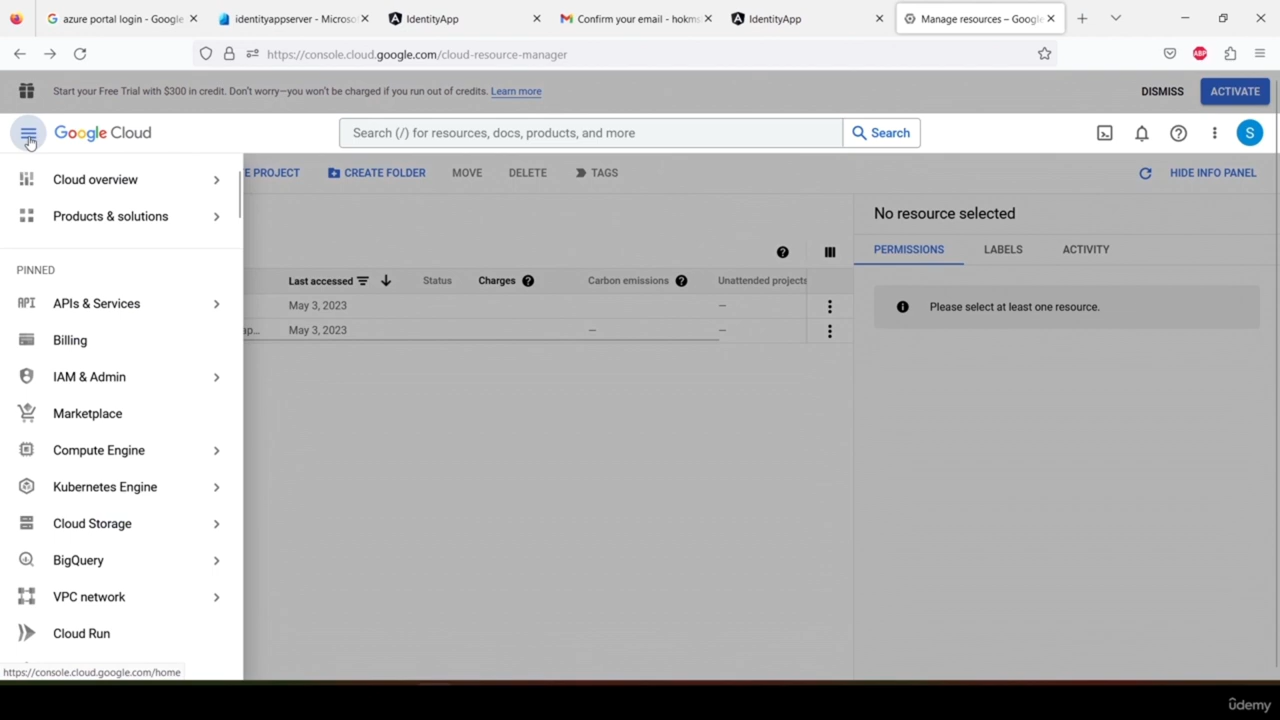 azure portal login - Google
identityappserver - Microso
IdentityApp
Confirm your email - hokms
IdentityApp
Manage resources – Google
https://console.cloud.google.com/cloud-resource-manager
ABP
Start your Free Trial with $300 in credit. Don't worry—you won't be charged if you run out of credits. Learn more
DISMISS
ACTIVATE
Google Cloud
Search (/) for resources, docs, products, and more
Search
S
Cloud overview
Products & solutions
PINNED
API APIs & Services
Billing
IAM & Admin
Marketplace
Compute Engine
Kubernetes Engine
Cloud Storage
BigQuery
VPC network
Cloud Run
https://console.cloud.google.com/home
E PROJECT
CREATE FOLDER
MOVE
DELETE
TAGS
HIDE INFO PANEL
Last accessed
Status
Charges
Carbon emissions
Unattended projects
May 3, 2023
–
ap...
May 3, 2023
–
–
No resource selected
PERMISSIONS
LABELS
ACTIVITY
Please select at least one resource.
ûdemy